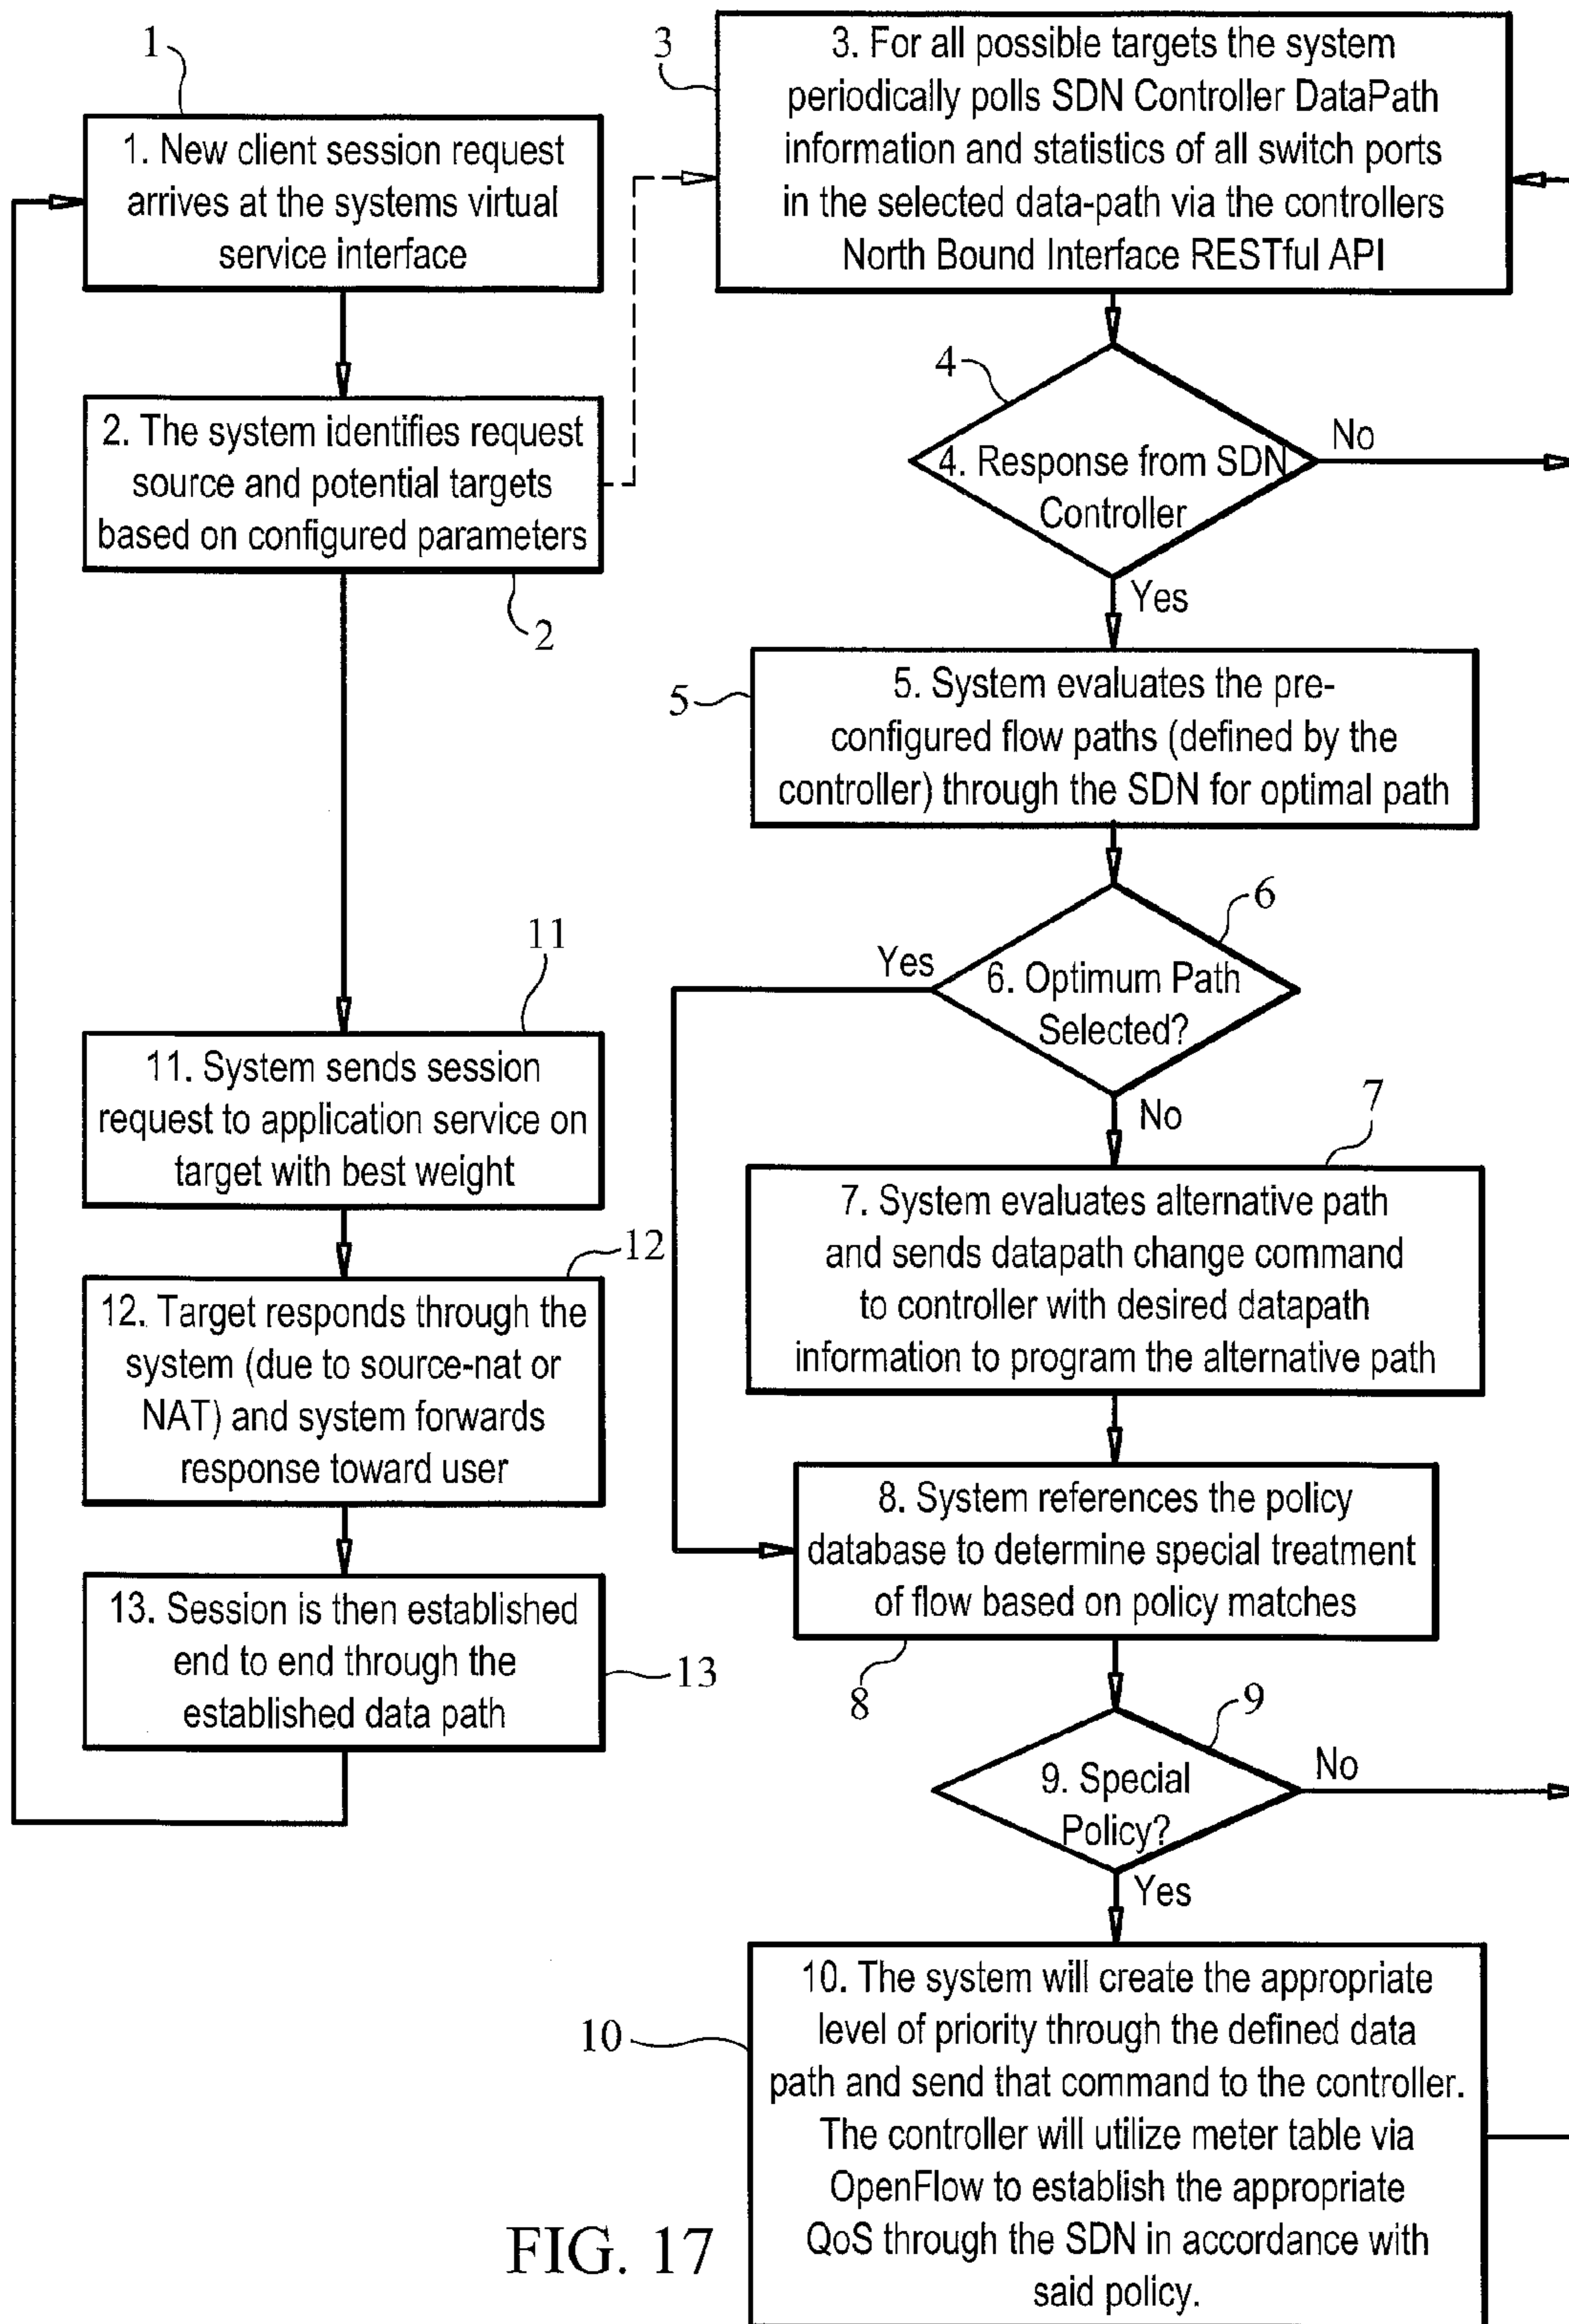 1
1. New client session request
arrives at the systems virtual
service interface
2. The system identifies request
source and potential targets
based on configured parameters
2
3
3. For all possible targets the system
periodically polls SDN Controller DataPath
information and statistics of all switch ports
in the selected data-path via the controllers
North Bound Interface RESTful API
4
4. Response from SDN
Controller
No
Yes
5
5. System evaluates the pre-
configured flow paths (defined by the
controller) through the SDN for optimal path
6
6. Optimum Path
Selected?
Yes
No
7
7. System evaluates alternative path
and sends datapath change command
to controller with desired datapath
information to program the alternative path
8. System references the policy
database to determine special treatment
of flow based on policy matches
8
9
9. Special
Policy?
No
Yes
10
10. The system will create the appropriate
level of priority through the defined data
path and send that command to the controller.
The controller will utilize meter table via
OpenFlow to establish the appropriate
QoS through the SDN in accordance with
said policy.
11
11. System sends session
request to application service on
target with best weight
12
12. Target responds through the
system (due to source-nat or
NAT) and system forwards
response toward user
13. Session is then established
end to end through the
established data path
13
FIG. 17